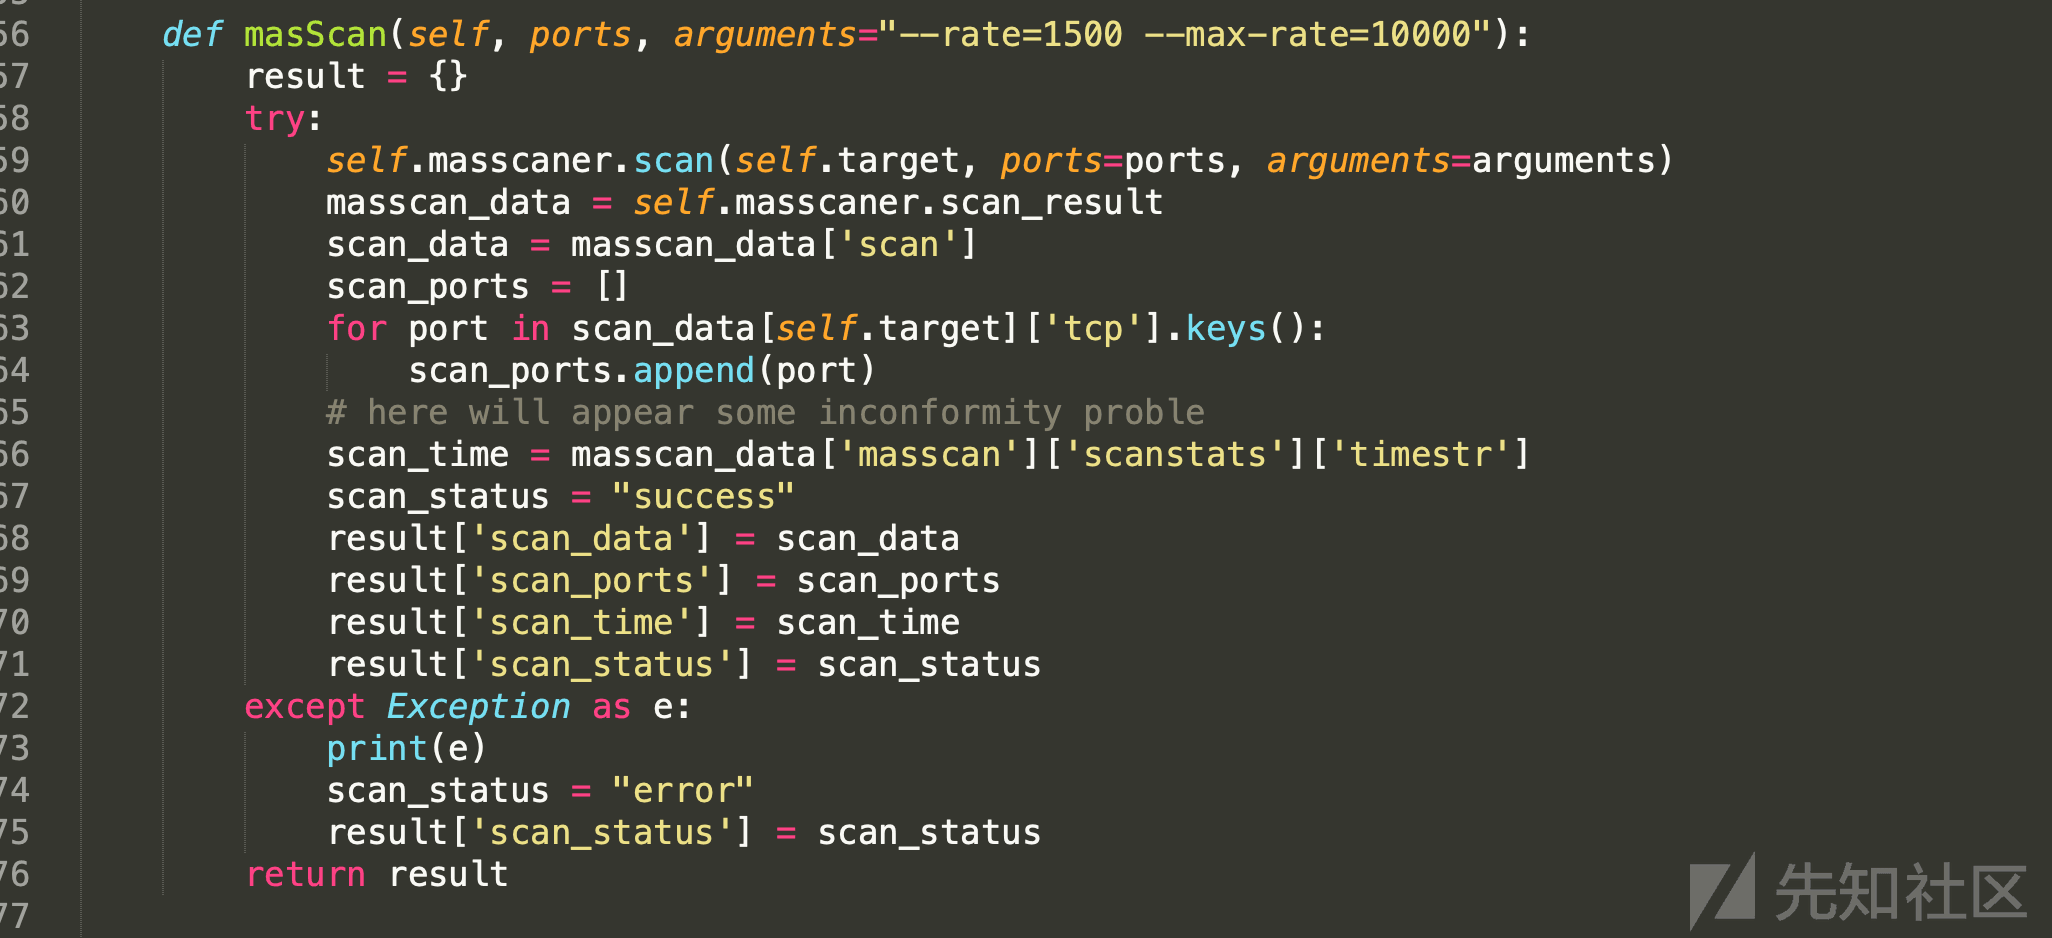 56 def masScan(self, ports, arguments="--rate=1500 --max-rate=10000"):
57 result = {}
58 try:
59 self.masscaner.scan(self.target, ports=ports, arguments=arguments)
60 masscan_data = self.masscaner.scan_result
61 scan_data = masscan_data['scan']
62 scan_ports = []
63 for port in scan_data[self.target]['tcp'].keys():
64 scan_ports.append(port)
65 # here will appear some inconformity proble
66 scan_time = masscan_data['masscan']['scanstats']['timestr']
67 scan_status = "success"
68 result['scan_data'] = scan_data
69 result['scan_ports'] = scan_ports
70 result['scan_time'] = scan_time
71 result['scan_status'] = scan_status
72 except Exception as e:
73 print(e)
74 scan_status = "error"
75 result['scan_status'] = scan_status
76 return result
77
先知社区